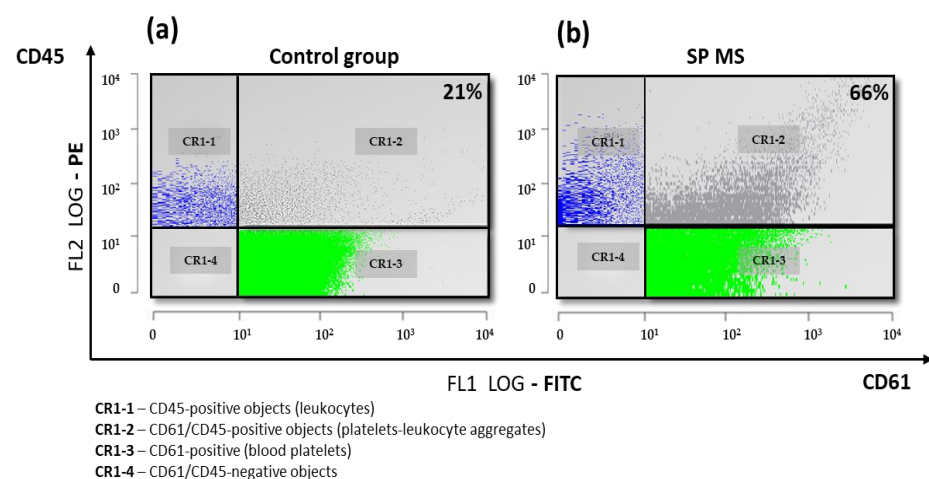 (a)
(b)
CD45
Control group
SP MS
10⁴
21%
10⁴
66%
CR1-1
CR1-2
CR1-1
CR1-2
10³
10³
10²
10²
10¹
10¹
CR1-4
CR1-3
CR1-4
CR1-3
0
0
FL2 LOG - PE
0 10¹ 10² 10³ 10⁴
0 10¹ 10² 10³ 10⁴
FL1 LOG - FITC
CD61
CR1-1 – CD45-positive objects (leukocytes)
CR1-2 – CD61/CD45-positive objects (platelets-leukocyte aggregates)
CR1-3 – CD61-positive (blood platelets)
CR1-4 – CD61/CD45-negative objects